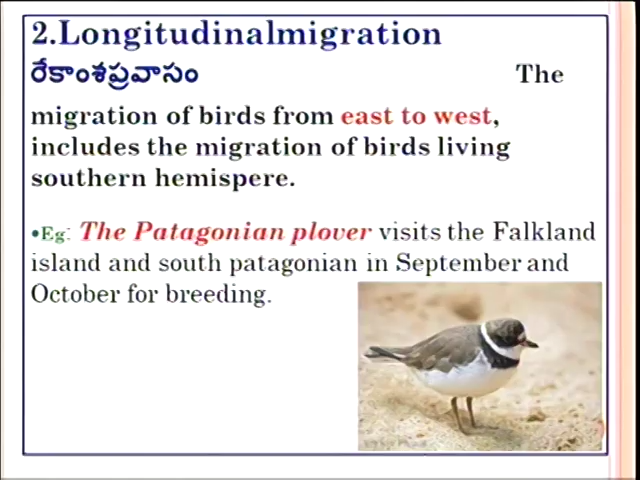 2.Longitudinalmigration
రేకాంశప్రవాసం The
migration of birds from east to west,
includes the migration of birds living
southern hemispere.
•Eg: The Patagonian plover visits the Falkland
island and south patagonian in September and
October for breeding.